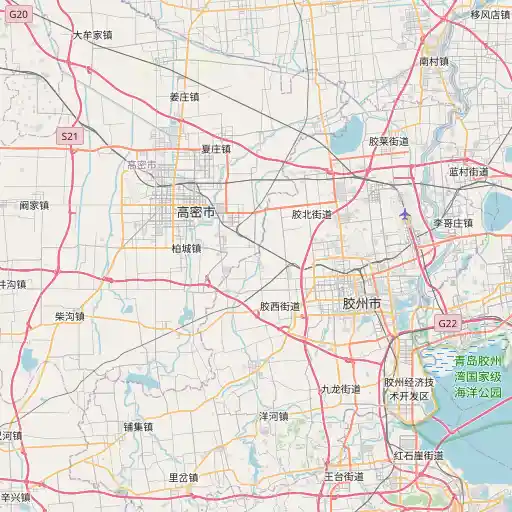 G20
大牟家镇
移风店镇
南村镇
姜庄镇
S21
夏庄镇
胶莱街道
高密市
蓝村街道
阚家镇
高密市
胶北街道
李哥庄镇
柏城镇
井沟镇
胶西街道
胶州市
柴沟镇
G22
青岛胶州
湾国家级
海洋公园
胶州经济技
术开发区
九龙街道
洋河镇
铺集镇
红石崖街道
里岔镇
王台街道
辛兴镇